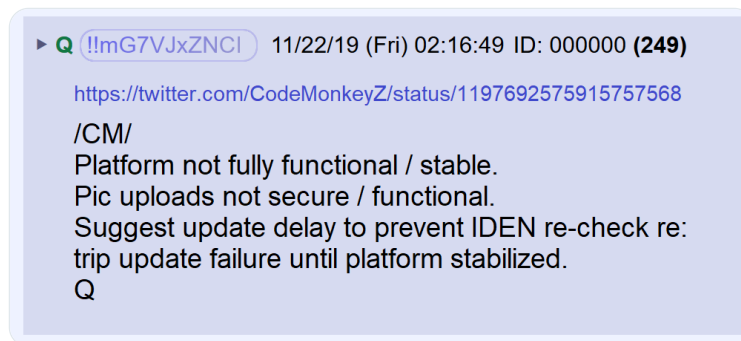 ▶ Q !!mG7VJxZNCI 11/22/19 (Fri) 02:16:49 ID: 000000 (249)
https://twitter.com/CodeMonkeyZ/status/1197692575915757568
/CM/
Platform not fully functional / stable.
Pic uploads not secure / functional.
Suggest update delay to prevent IDEN re-check re:
trip update failure until platform stabilized.
Q